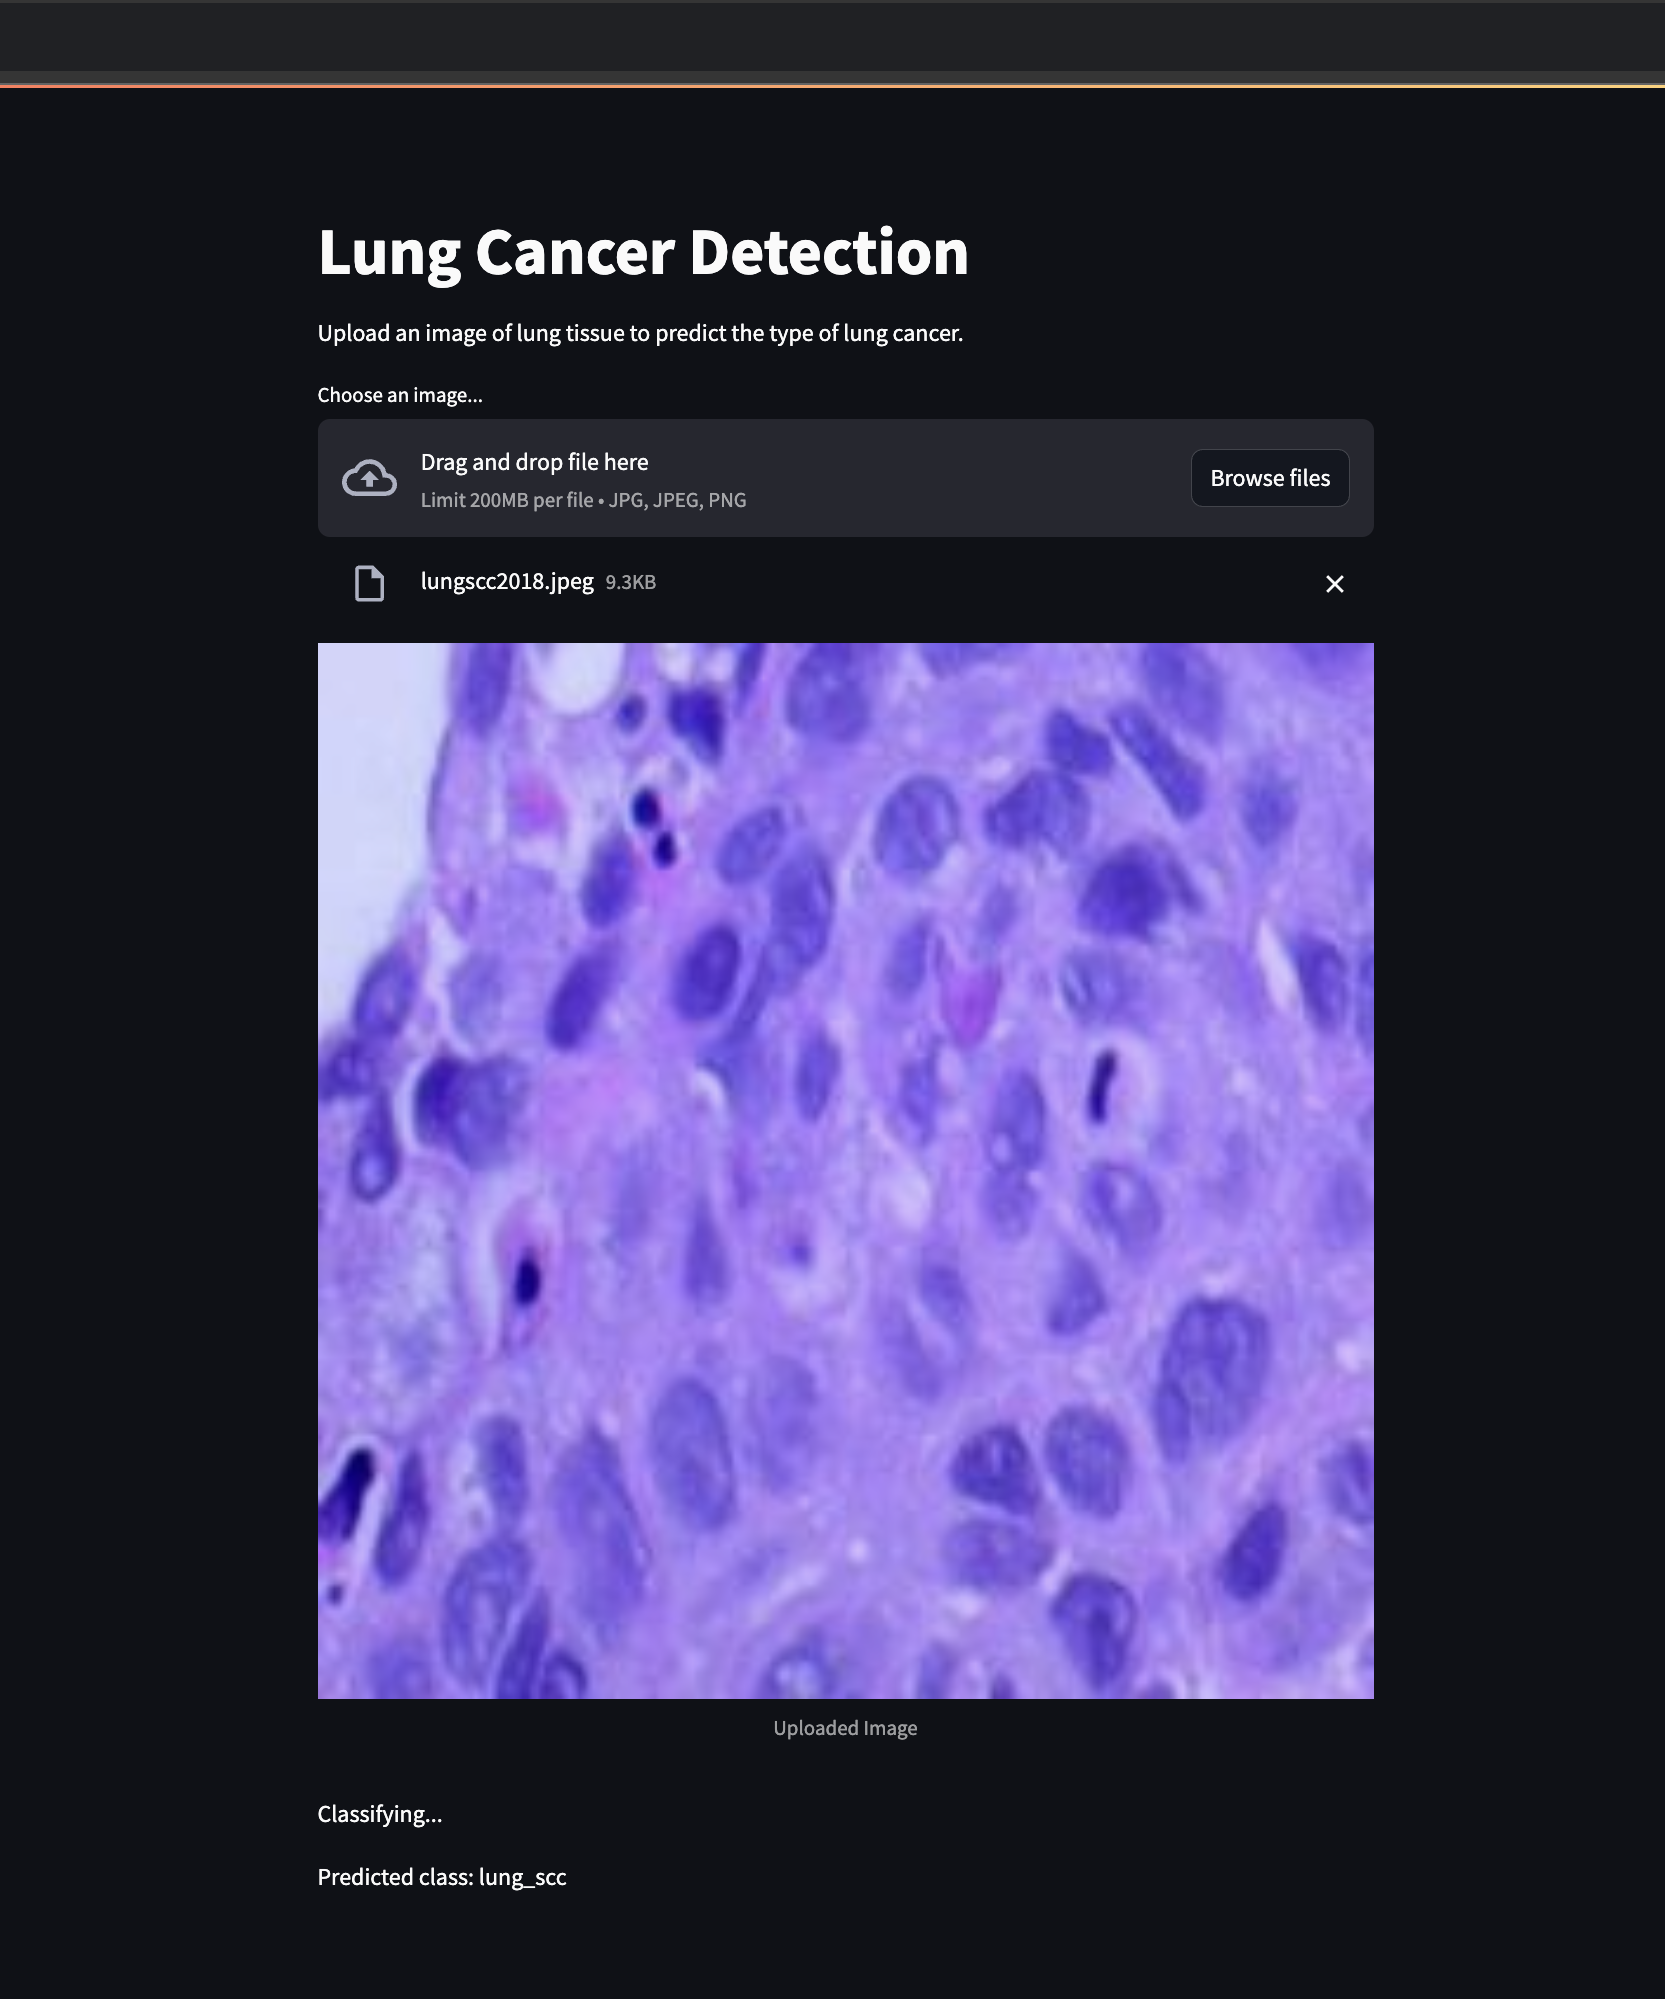 Lung Cancer Detection
Upload an image of lung tissue to predict the type of lung cancer.
Choose an image...
Drag and drop file here
Limit 200MB per file • JPG, JPEG, PNG
Browse files
lungscc2018.jpeg 9.3KB
Uploaded Image
Classifying...
Predicted class: lung_scc